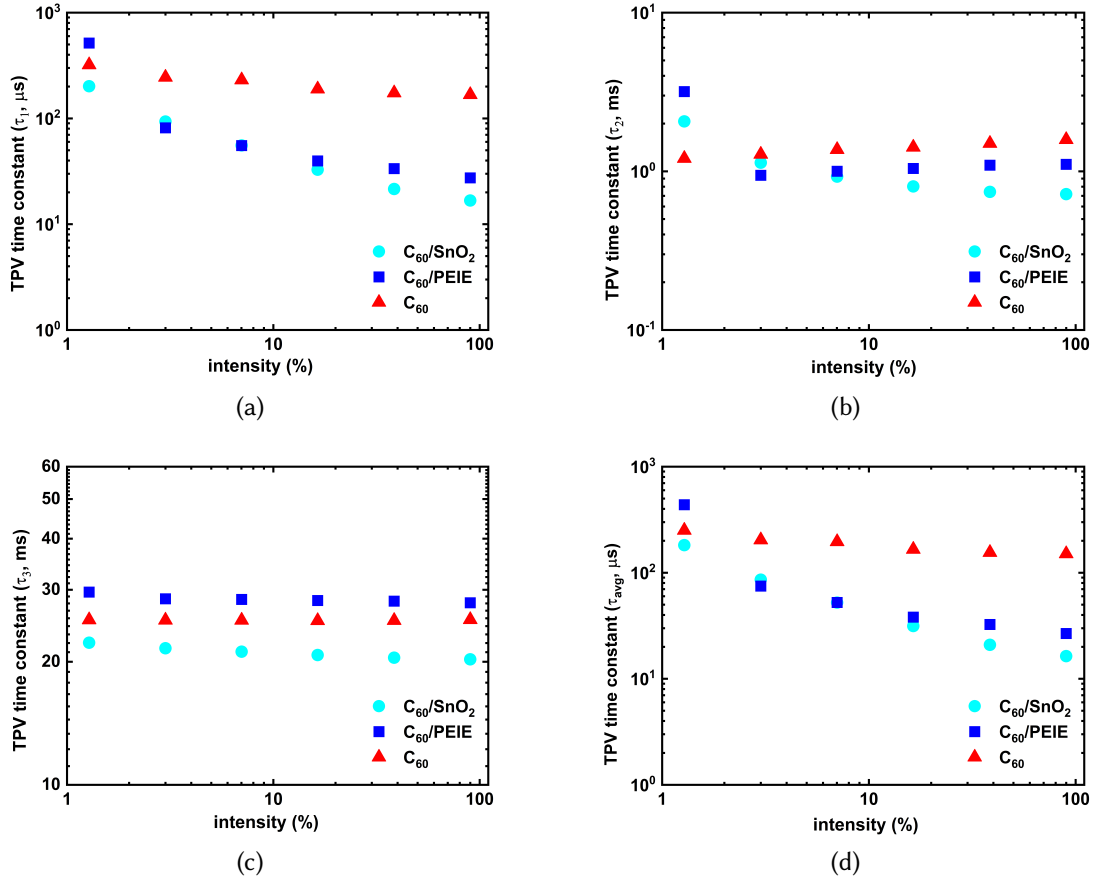 10³
10²
10¹
10⁰
TPV time constant (τ₁, μs)
C₆₀/SnO₂
C₆₀/PEIE
C₆₀
1
10
100
intensity (%)
(a)
10¹
10⁰
10⁻¹
TPV time constant (τ₂, ms)
C₆₀/SnO₂
C₆₀/PEIE
C₆₀
1
10
100
intensity (%)
(b)
60
50
40
30
20
10
TPV time constant (τ₃, ms)
C₆₀/SnO₂
C₆₀/PEIE
C₆₀
1
10
100
intensity (%)
(c)
10³
10²
10¹
10⁰
TPV time constant (τavg, μs)
C₆₀/SnO₂
C₆₀/PEIE
C₆₀
1
10
100
intensity (%)
(d)